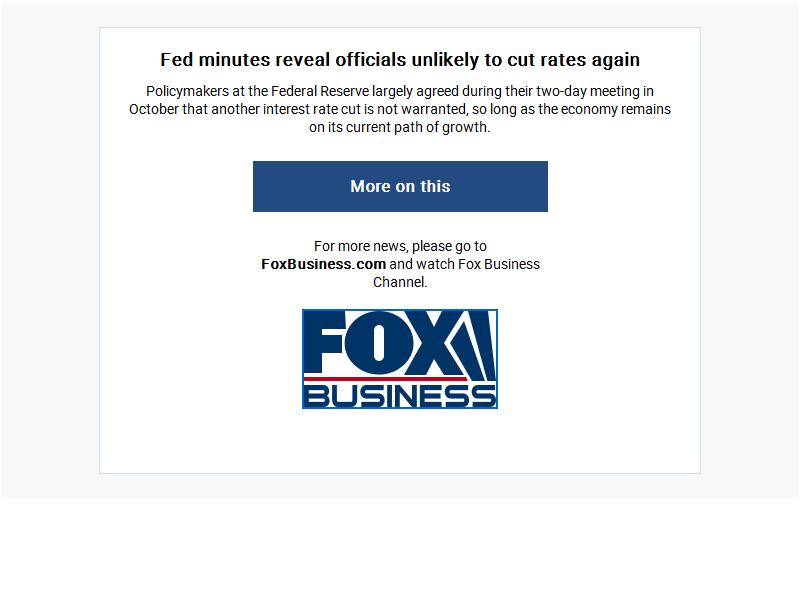 Fed minutes reveal officials unlikely to cut rates again
Policymakers at the Federal Reserve largely agreed during their two-day meeting in
October that another interest rate cut is not warranted, so long as the economy remains
on its current path of growth.
More on this
For more news, please go to
FoxBusiness.com and watch Fox Business
Channel.
FOX
BUSINESS